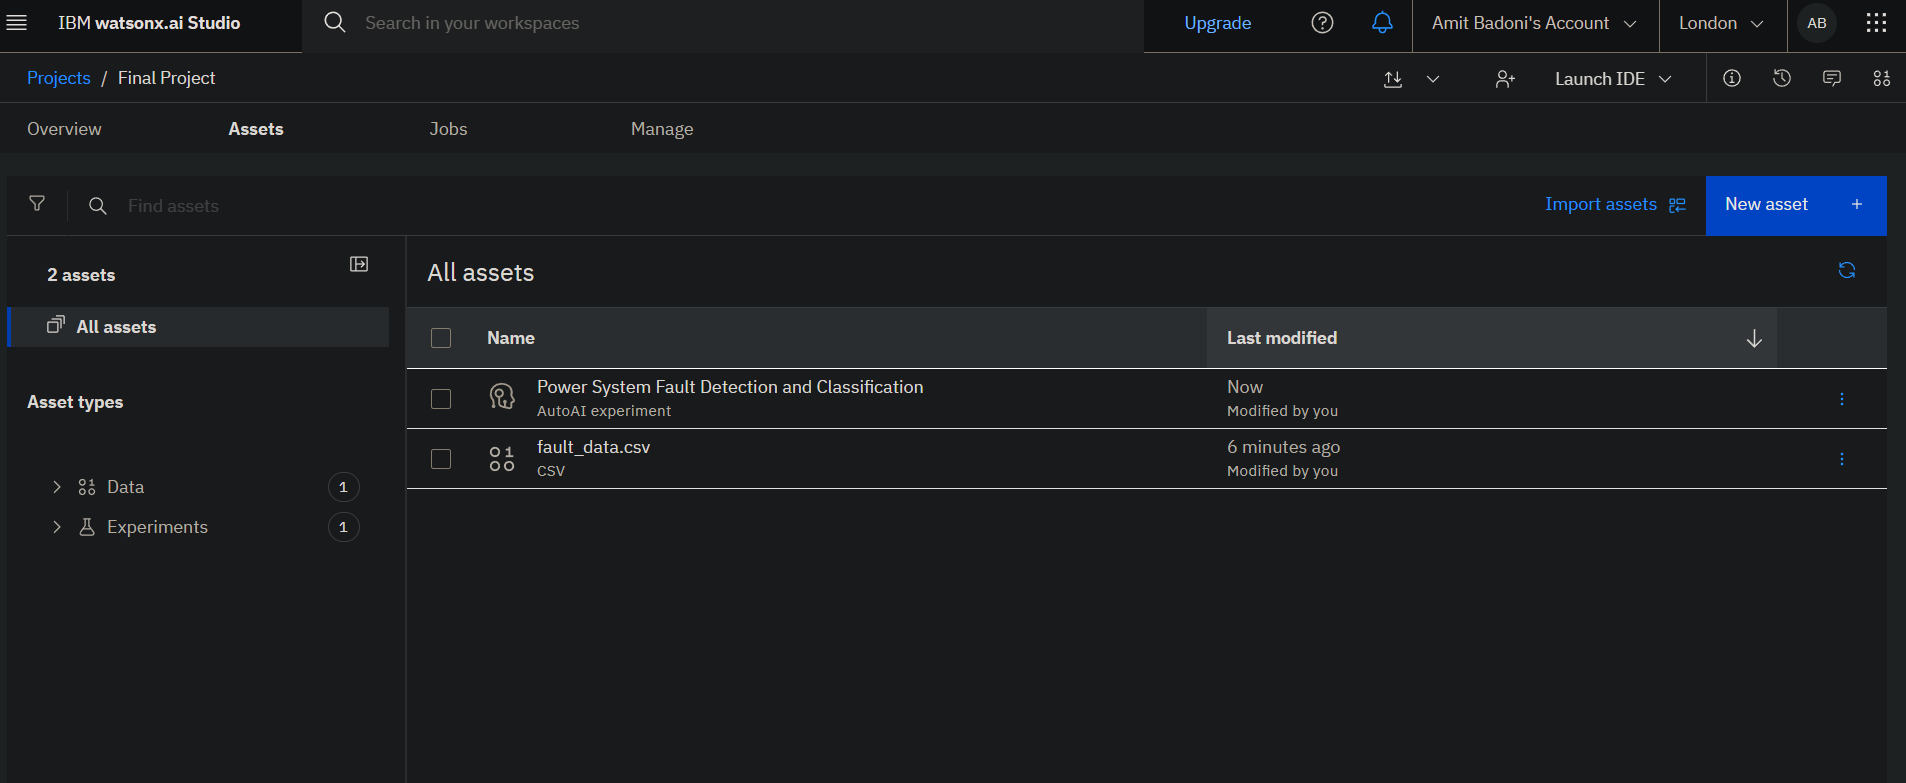 IBM watsonx.ai Studio
Search in your workspaces
Upgrade
Amit Badoni's Account
London
AB
Projects / Final Project
Launch IDE
Overview
Assets
Jobs
Manage
Find assets
Import assets
New asset +
2 assets
All assets
Asset types
Data 1
Experiments 1
All assets
Name
Last modified
Power System Fault Detection and Classification
AutoAI experiment
Now
Modified by you
fault_data.csv
CSV
6 minutes ago
Modified by you